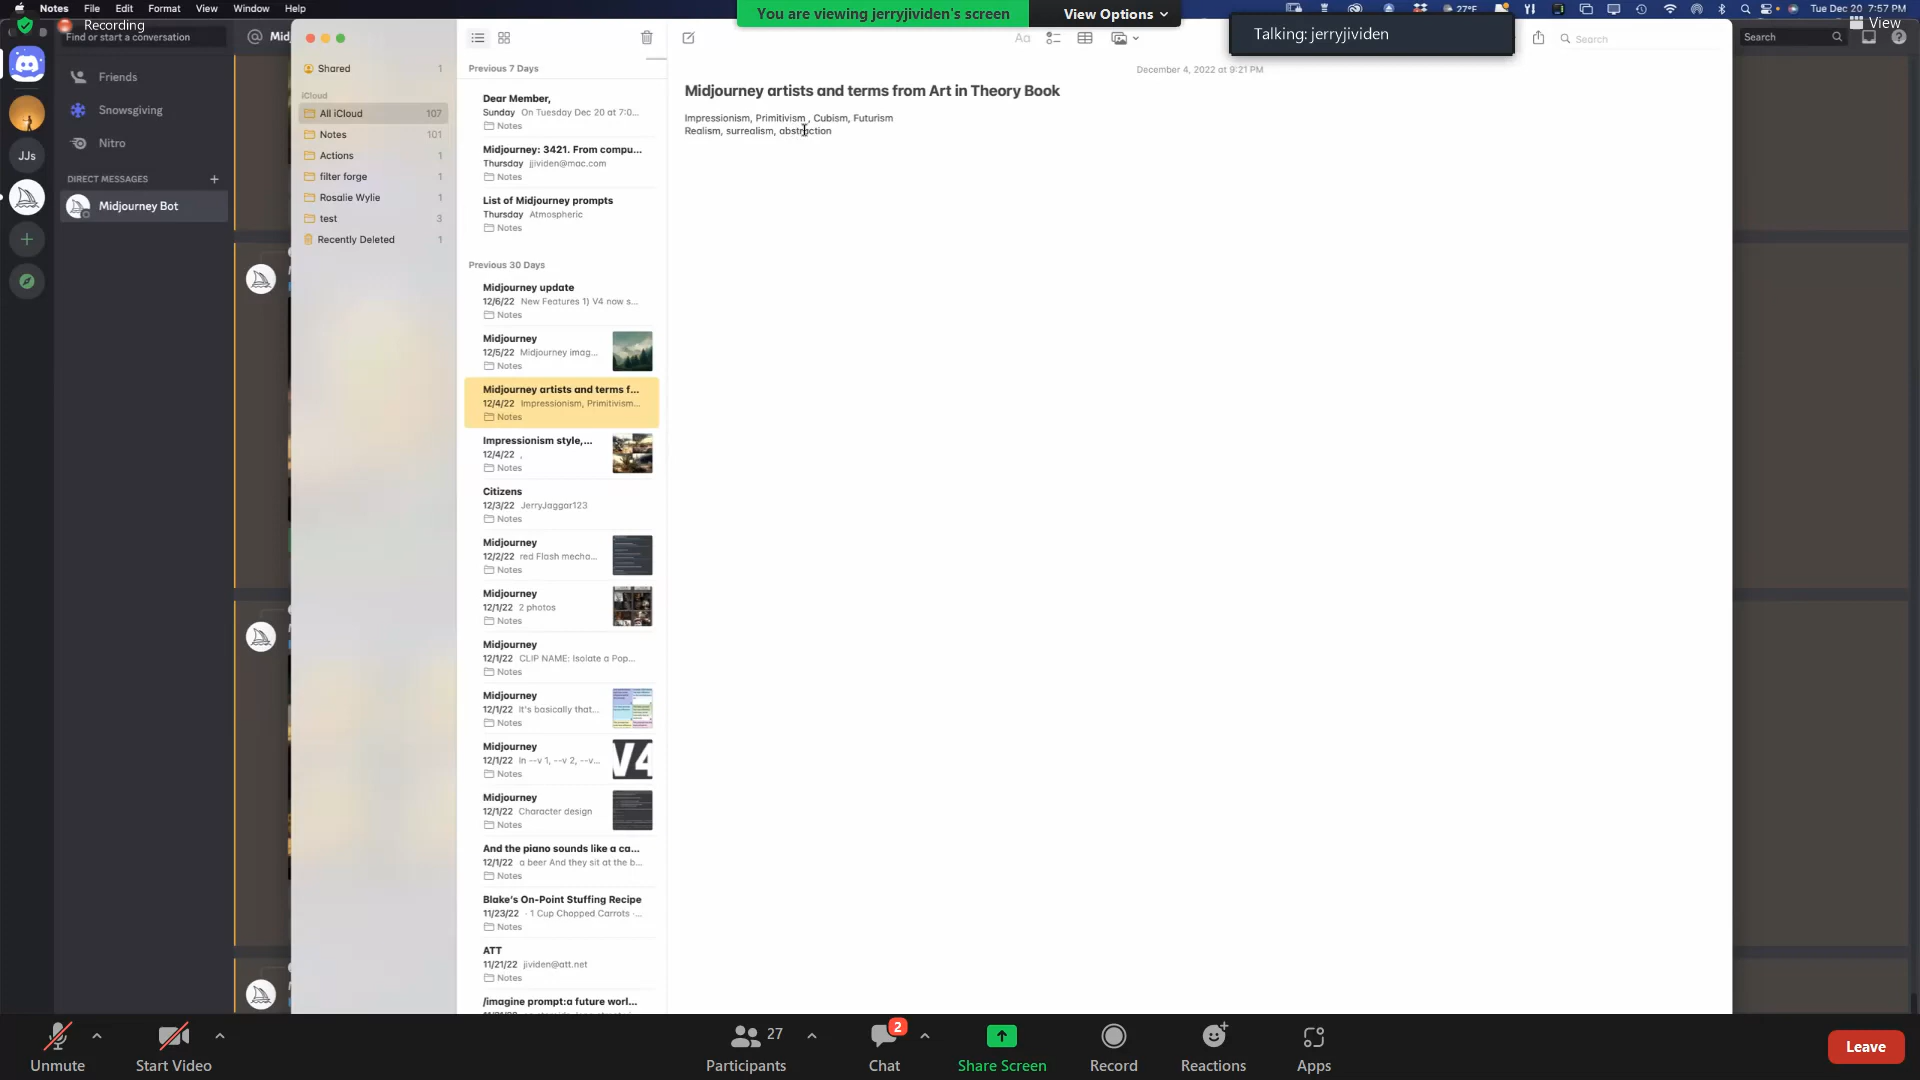 Notes File Edit Format View Window Help
You are viewing jerryjividen's screen
View Options
27°F
Tue Dec 20 7:57 PM
Recording
View
Talking: jerryjividen
Find or start a conversation
Friends
Snowsgiving
Nitro
JJs
DIRECT MESSAGES
Midjourney Bot
Shared 1
iCloud
All iCloud 107
Notes 101
Actions 1
filter forge 1
Rosalie Wylie 1
test 3
Recently Deleted 1
Previous 7 Days
Dear Member,
Sunday On Tuesday Dec 20 at 7:0...
Notes
Midjourney: 3421. From compu...
Thursday jjividen@mac.com
Notes
List of Midjourney prompts
Thursday Atmospheric
Notes
Previous 30 Days
Midjourney update
12/6/22 New Features 1) V4 now s...
Notes
Midjourney
12/5/22 Midjourney imag...
Notes
Midjourney artists and terms f...
12/4/22 Impressionism, Primitivism...
Notes
Impressionism style,...
12/4/22 ,
Notes
Citizens
12/3/22 JerryJaggar123
Notes
Midjourney
12/2/22 red Flash mecha...
Notes
Midjourney
12/1/22 2 photos
Notes
Midjourney
12/1/22 CLIP NAME: Isolate a Pop...
Notes
Midjourney
12/1/22 It's basically that...
Notes
Midjourney
12/1/22 In --v 1, --v 2, --v...
Notes
V4
Midjourney
12/1/22 Character design
Notes
And the piano sounds like a ca...
12/1/22 a beer And they sit at the b...
Notes
Blake's On-Point Stuffing Recipe
11/23/22 · 1 Cup Chopped Carrots ·...
Notes
ATT
11/21/22 jividen@att.net
Notes
/imagine prompt:a future worl...
Aa
Search
Search
December 4, 2022 at 9:21 PM
Midjourney artists and terms from Art in Theory Book
Impressionism, Primitivism , Cubism, Futurism
Realism, surrealism, abstraction
@ Mid
Unmute
Start Video
27
Participants
2
Chat
Share Screen
Record
Reactions
Apps
Leave